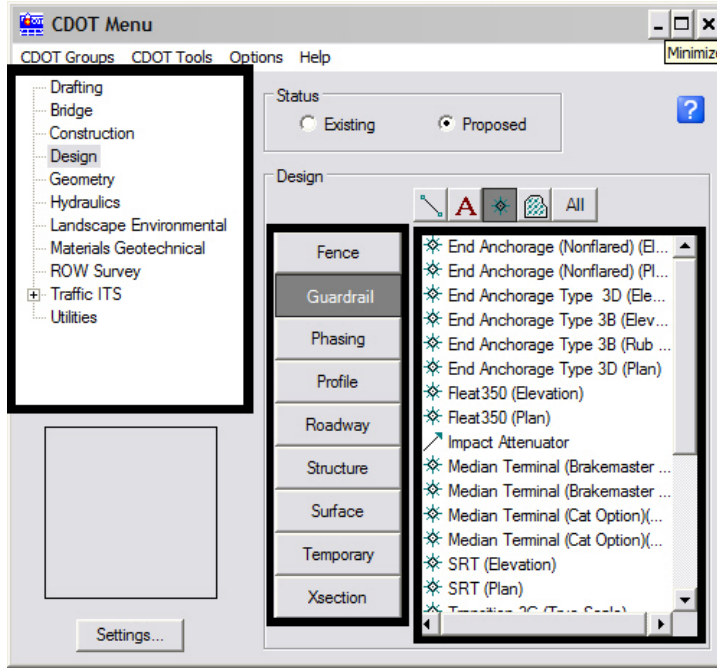 CDOT Menu
CDOT Groups CDOT Tools Options Help
Minimize
Drafting
Bridge
Construction
Design
Geometry
Hydraulics
Landscape Environmental
Materials Geotechnical
ROW Survey
Traffic ITS
Utilities
Settings...
Status
Existing Proposed
?
Design
A All
Fence
Guardrail
Phasing
Profile
Roadway
Structure
Surface
Temporary
Xsection
End Anchorage (Nonflared) (El...
End Anchorage (Nonflared) (Pl...
End Anchorage Type 3D (Ele...
End Anchorage Type 3B (Elev...
End Anchorage Type 3B (Rub ...
End Anchorage Type 3D (Plan)
Fleat350 (Elevation)
Fleat350 (Plan)
Impact Attenuator
Median Terminal (Brakemaster ...
Median Terminal (Brakemaster ...
Median Terminal (Cat Option)(...
Median Terminal (Cat Option)(...
SRT (Elevation)
SRT (Plan)
Transition 3G (True Scale)